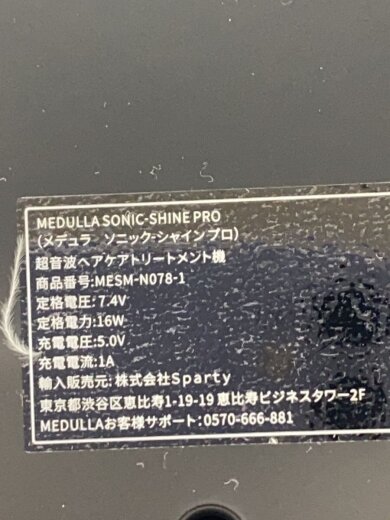 MEDULLA SONIC-SHINE PRO
(メデュラ　ソニック-シャイン プロ)
超音波ヘアケアトリートメント機
商品番号:MESM-N078-1
定格電圧:7.4V
定格電力:16W
充電電圧:5.0V
充電電流:1A
輸入販売元:株式会社Sparty
東京都渋谷区恵比寿1-19-19 恵比寿ビジネスタワー2F
MEDULLAお客様サポート:0570-666-881